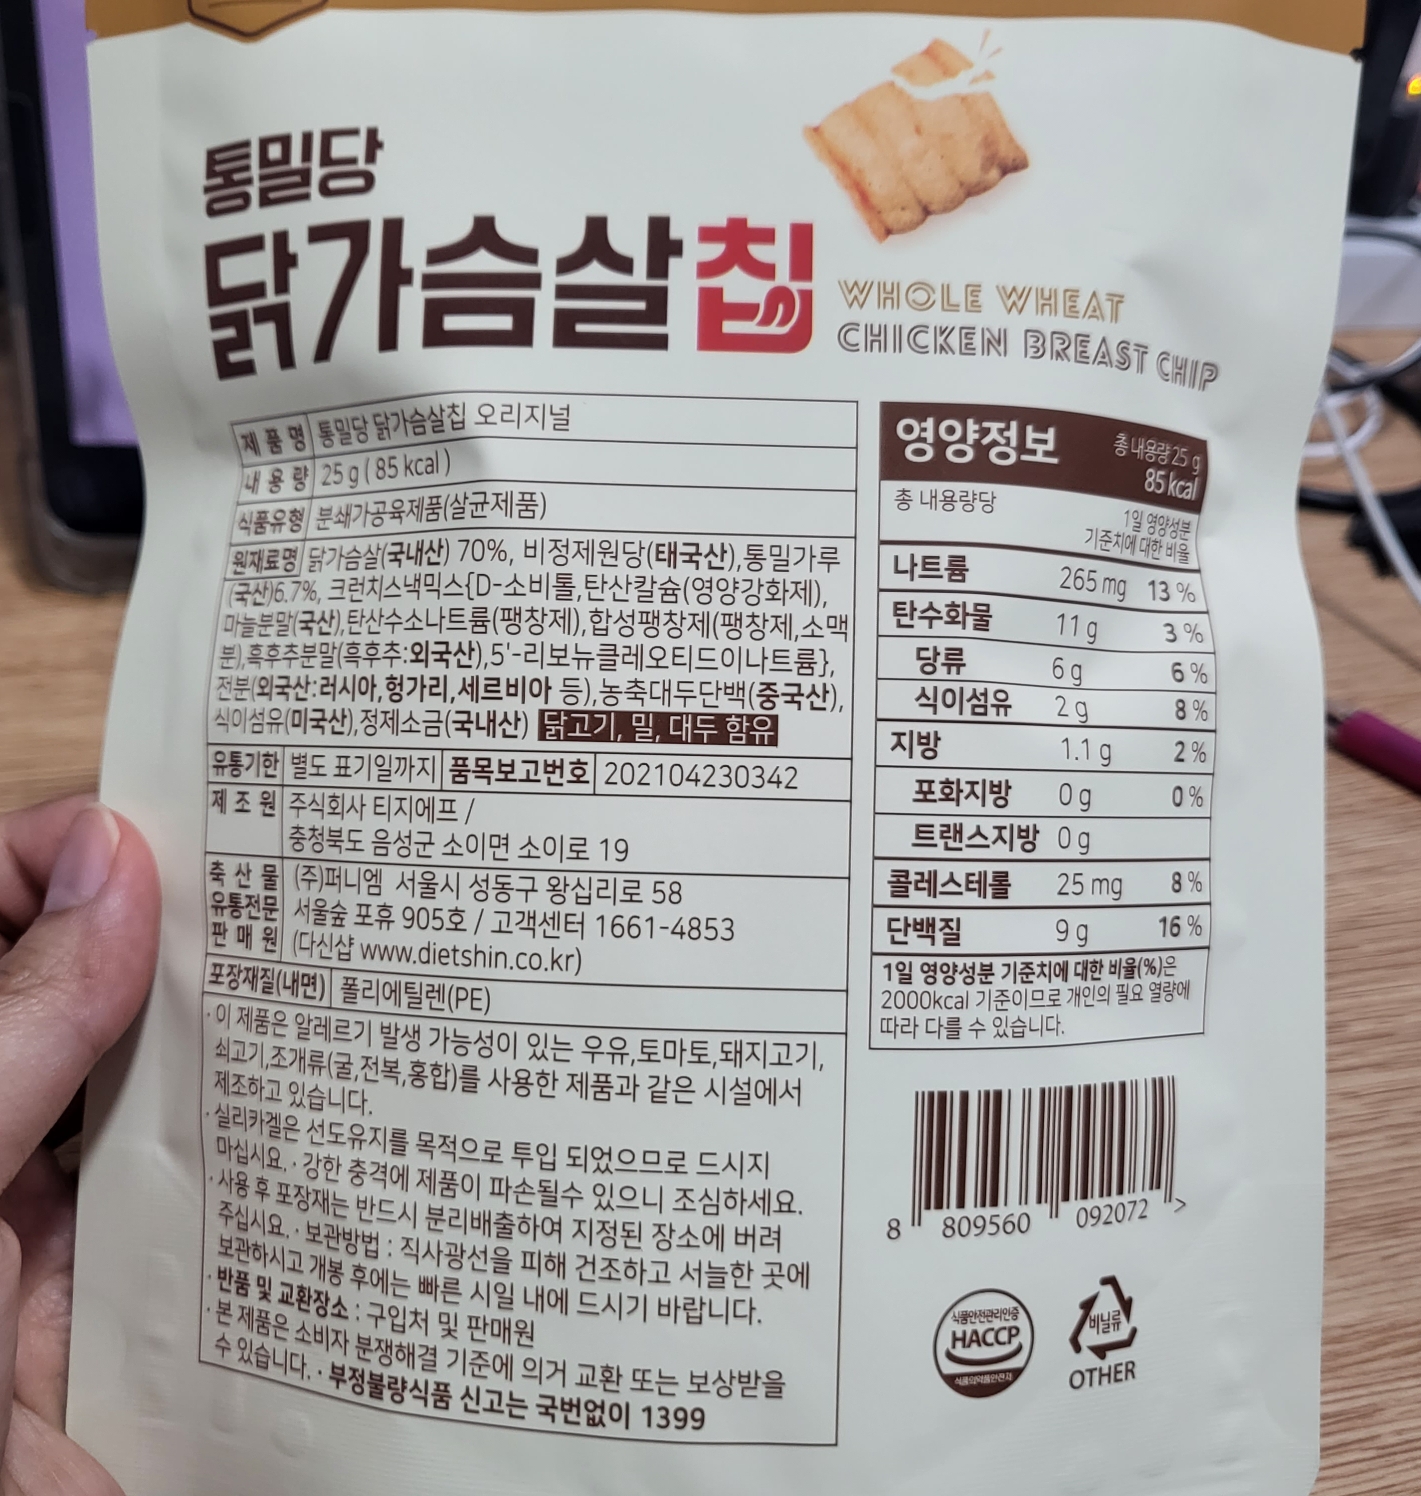 통밀당
닭가슴살칩
WHOLE WHEAT
CHICKEN BREAST CHIP
제 품 명 통밀당 닭가슴살칩 오리지널
내 용 량 25 g ( 85 kcal )
식품유형 분쇄가공육제품(살균제품)
원재료명 닭가슴살(국내산) 70%, 비정제원당(태국산),통밀가루
(국산)6.7%, 크런치스낵믹스{D-소비톨,탄산칼슘(영양강화제),
마늘분말(국산),탄산수소나트륨(팽창제),합성팽창제(팽창제,소맥
분),흑후추분말(흑후추:외국산),5'-리보뉴클레오티드이나트륨},
전분(외국산:러시아,헝가리,세르비아 등),농축대두단백(중국산),
식이섬유(미국산),정제소금(국내산) 닭고기, 밀, 대두 함유
유통기한 별도 표기일까지 품목보고번호 202104230342
제 조 원 주식회사 티지에프 /
충청북도 음성군 소이면 소이로 19
축 산 물 (주)퍼니엠 서울시 성동구 왕십리로 58
유통전문 서울숲 포휴 905호 / 고객센터 1661-4853
판 매 원 (다신샵 www.dietshin.co.kr)
포장재질(내면) 폴리에틸렌(PE)
· 이 제품은 알레르기 발생 가능성이 있는 우유,토마토,돼지고기,
쇠고기,조개류(굴,전복,홍합)를 사용한 제품과 같은 시설에서
제조하고 있습니다.
· 실리카겔은 선도유지를 목적으로 투입 되었으므로 드시지
마십시요. · 강한 충격에 제품이 파손될수 있으니 조심하세요.
· 사용 후 포장재는 반드시 분리배출하여 지정된 장소에 버려
주십시요. · 보관방법 : 직사광선을 피해 건조하고 서늘한 곳에
보관하시고 개봉 후에는 빠른 시일 내에 드시기 바랍니다.
· 반품 및 교환장소 : 구입처 및 판매원
· 본 제품은 소비자 분쟁해결 기준에 의거 교환 또는 보상받을
수 있습니다. · 부정불량식품 신고는 국번없이 1399
영양정보 총 내용량 25 g
85 kcal
총 내용량당 1일 영양성분
기준치에 대한 비율
나트륨 265 mg 13 %
탄수화물 11 g 3 %
당류 6 g 6 %
식이섬유 2 g 8 %
지방 1.1 g 2 %
포화지방 0 g 0 %
트랜스지방 0 g
콜레스테롤 25 mg 8 %
단백질 9 g 16 %
1일 영양성분 기준치에 대한 비율(%)은
2000kcal 기준이므로 개인의 필요 열량에
따라 다를 수 있습니다.
8 809560 092072 >
식품안전관리인증
HACCP
식품의약품안전처
비닐류
OTHER